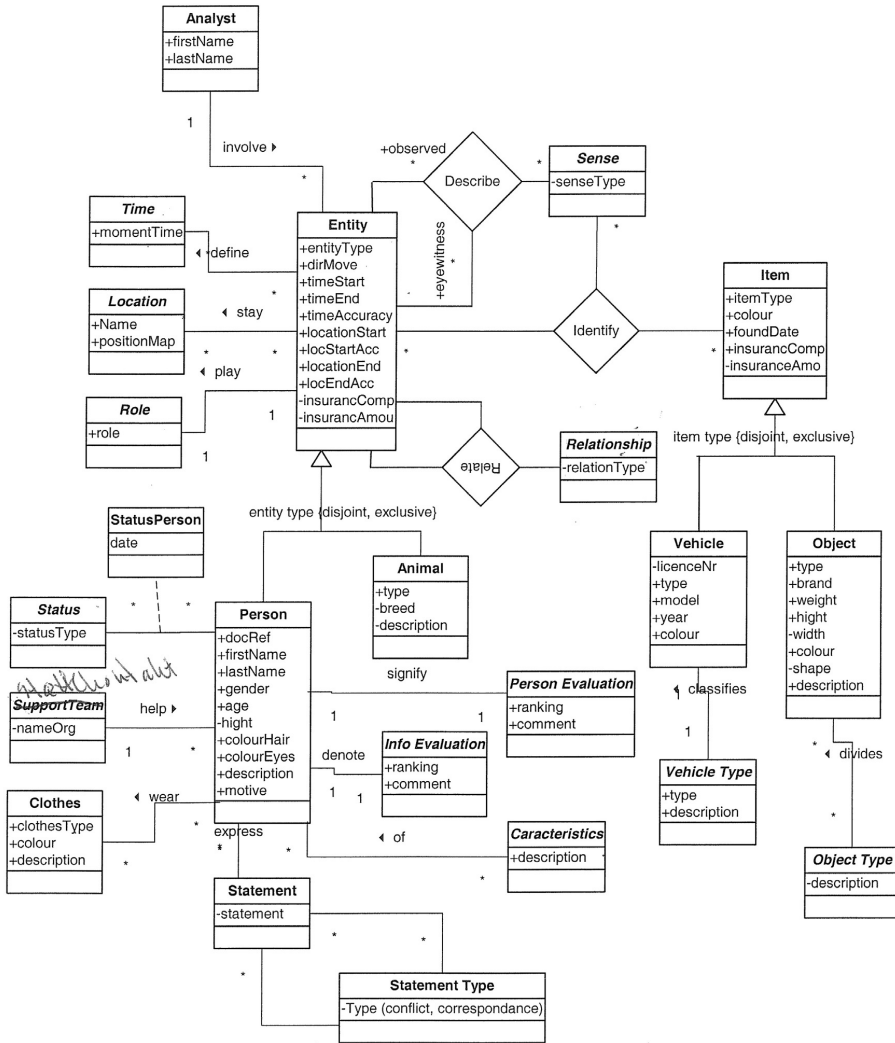 Analyst
+firstName
+lastName
1
involve
*
+observed
*
*
Describe
Sense
-senseType
*
+eyewitness
*
Time
+momentTime
*
define
Entity
+entityType
+dirMove
+timeStart
+timeEnd
+timeAccuracy
+locationStart
+locStartAcc
+locationEnd
+locEndAcc
-insurancComp
-insurancAmou
*
stay
Location
+Name
+positionMap
*
*
play
Role
+role
1
1
*
Identify
*
Item
+itemType
+colour
+foundDate
+insurancComp
-insuranceAmo
item type {disjoint, exclusive}
Relate
Relationship
-relationType
entity type {disjoint, exclusive}
StatusPerson
date
Animal
+type
-breed
-description
Vehicle
-licenceNr
+type
+model
+year
+colour
Object
+type
+brand
+weight
+hight
-width
+colour
-shape
+description
Status
-statusType
*
*
Person
+docRef
+firstName
+lastName
+gender
+age
-hight
+colourHair
+colourEyes
+description
+motive
SupportTeam
-nameOrg
help
1
*
signify
1
1
Person Evaluation
+ranking
+comment
denote
1
1
Info Evaluation
+ranking
+comment
classifies
1
Vehicle Type
+type
+description
*
divides
*
Object Type
-description
Clothes
+clothesType
+colour
+description
wear
*
*
express
*
*
*
of
*
Caracteristics
+description
Statement
-statement
*
*
*
Statement Type
-Type (conflict, correspondance)